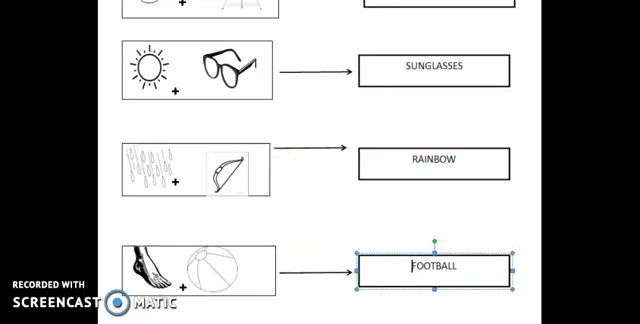 SUNGLASSES
RAINBOW
FOOTBALL
RECORDED WITH
SCREENCAST MATIC